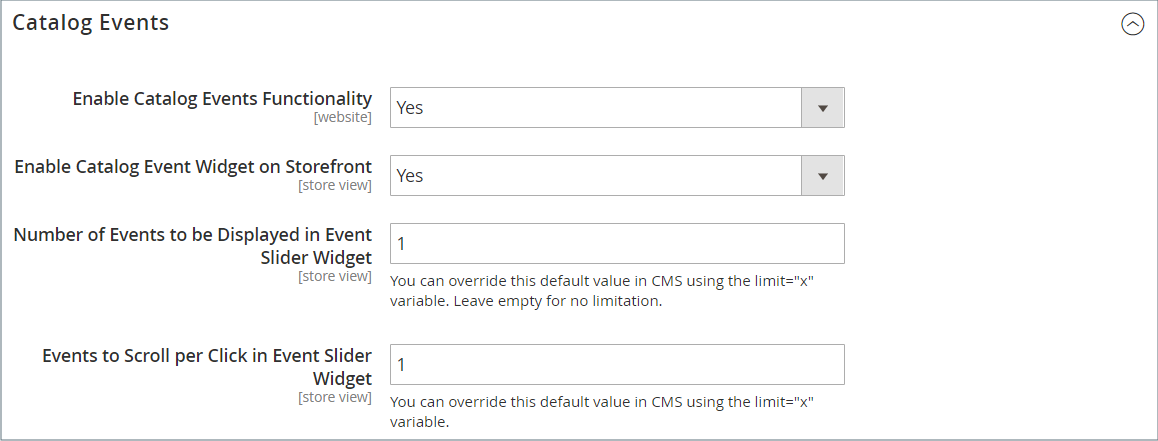 Catalog Events
Enable Catalog Events Functionality
[website]
Yes
Enable Catalog Event Widget on Storefront
[store view]
Yes
Number of Events to be Displayed in Event
Slider Widget
[store view]
1
You can override this default value in CMS using the limit="x"
variable. Leave empty for no limitation.
Events to Scroll per Click in Event Slider
Widget
[store view]
1
You can override this default value in CMS using the limit="x"
variable.